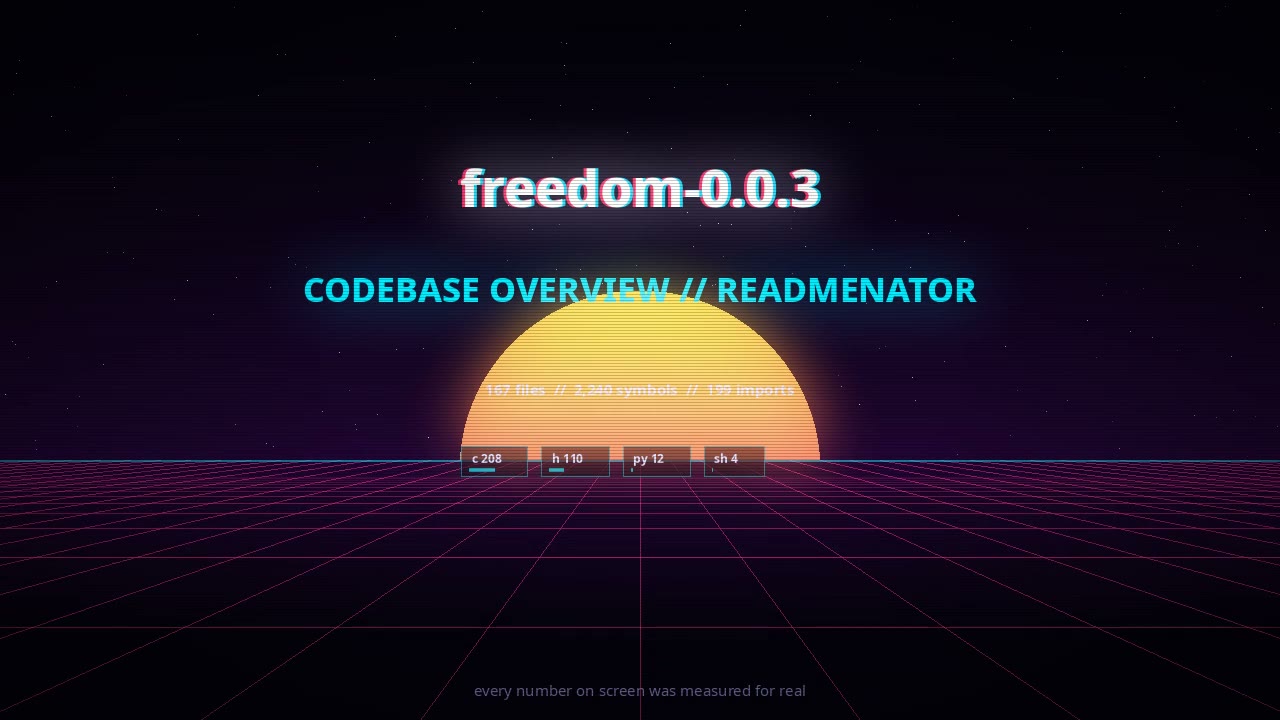 freedom-0.0.3
CODEBASE OVERVIEW // READMENATOR
167 files // 2,240 symbols // 199 imports
c 208 h 110 py 12 sh 4
every number on screen was measured for real